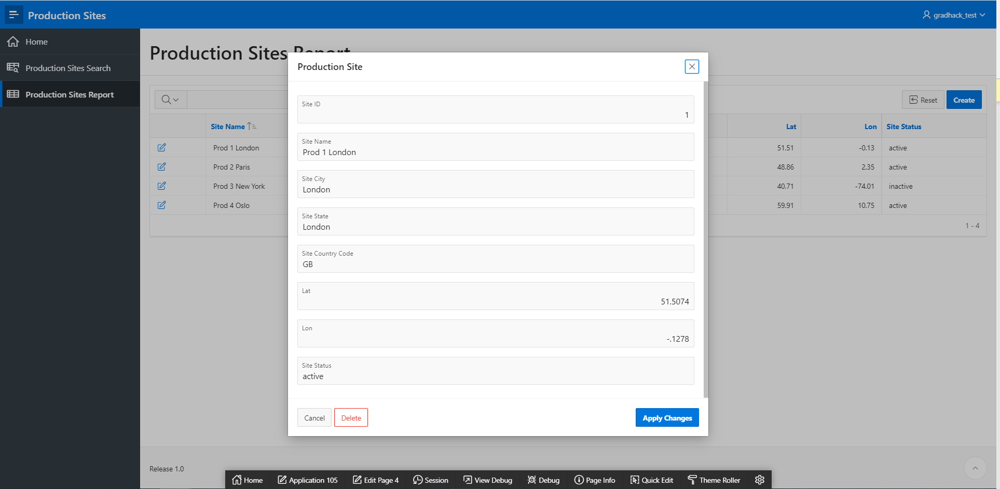 Production Sites
gradhack_test
Home
Production Sites Search
Production Sites Report
Production Sites Report
Reset
Create
Site Name
Lat
Lon
Site Status
Prod 1 London
51.51
-0.13
active
Prod 2 Paris
48.86
2.35
active
Prod 3 New York
40.71
-74.01
inactive
Prod 4 Oslo
59.91
10.75
active
1 - 4
Production Site
Site ID
1
Site Name
Prod 1 London
Site City
London
Site State
London
Site Country Code
GB
Lat
51.5074
Lon
-.1278
Site Status
active
Cancel
Delete
Apply Changes
Release 1.0
Home
Application 105
Edit Page 4
Session
View Debug
Debug
Page Info
Quick Edit
Theme Roller